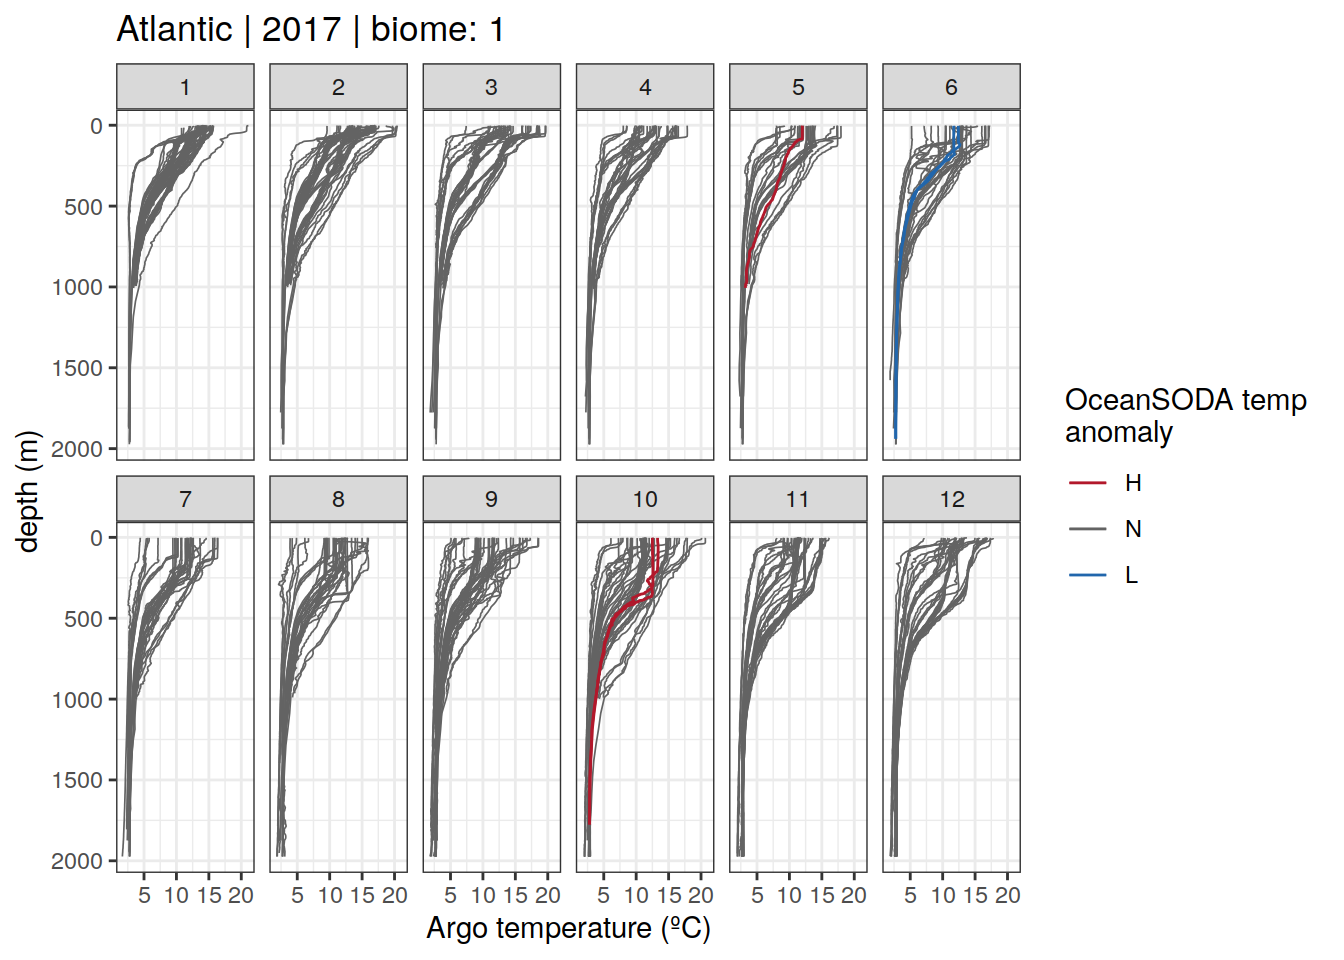 Atlantic | 2017 | biome: 1
1 2 3 4 5 6
0
500
1000
1500
2000
7 8 9 10 11 12
0
500
1000
1500
2000
5 10 15 20 5 10 15 20 5 10 15 20 5 10 15 20 5 10 15 20 5 10 15 20
Argo temperature (ºC)
depth (m)
OceanSODA temp
anomaly
H
N
L